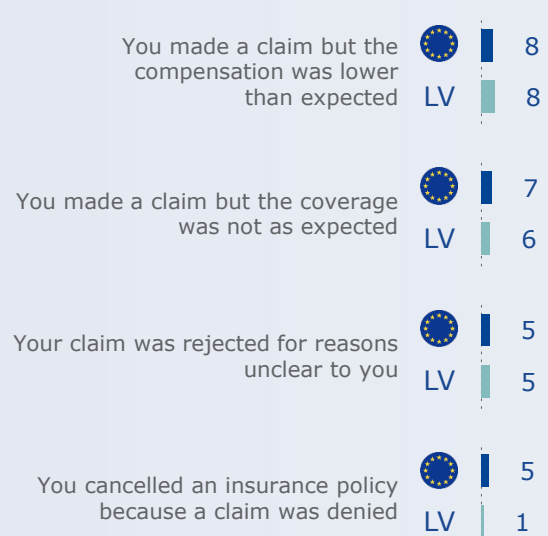 You made a claim but the
compensation was lower
than expected
8
LV
8
You made a claim but the coverage
was not as expected
7
LV
6
Your claim was rejected for reasons
unclear to you
5
LV
5
You cancelled an insurance policy
because a claim was denied
5
LV
1